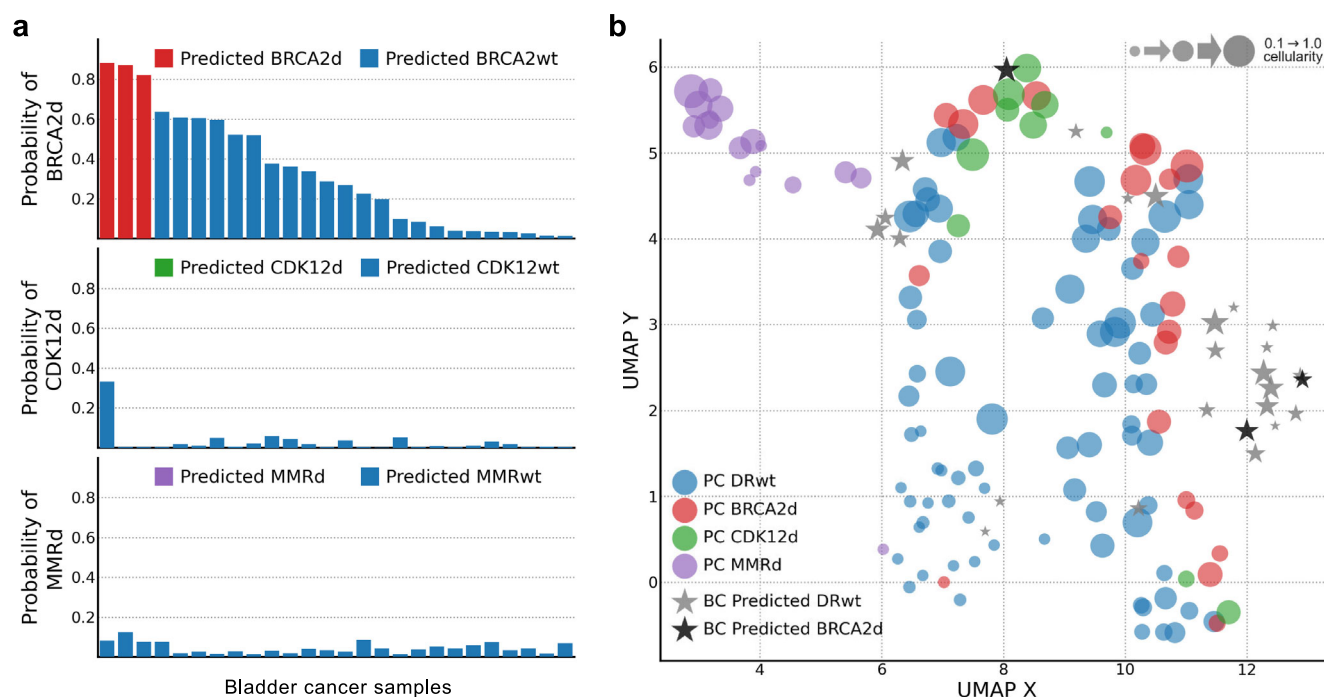 a
Probability of
BRCA2d
0.8
0.6
0.4
0.2
Predicted BRCA2d
Predicted BRCA2wt
Probability of
CDK12d
0.8
0.6
0.4
0.2
Predicted CDK12d
Predicted CDK12wt
Probability of
MMRd
0.8
0.6
0.4
0.2
Predicted MMRd
Predicted MMRwt
Bladder cancer samples
b
UMAP Y
6
5
4
3
2
1
0
0.1 → 1.0
cellularity
PC DRwt
PC BRCA2d
PC CDK12d
PC MMRd
BC Predicted DRwt
BC Predicted BRCA2d
4
6
8
10
12
UMAP X